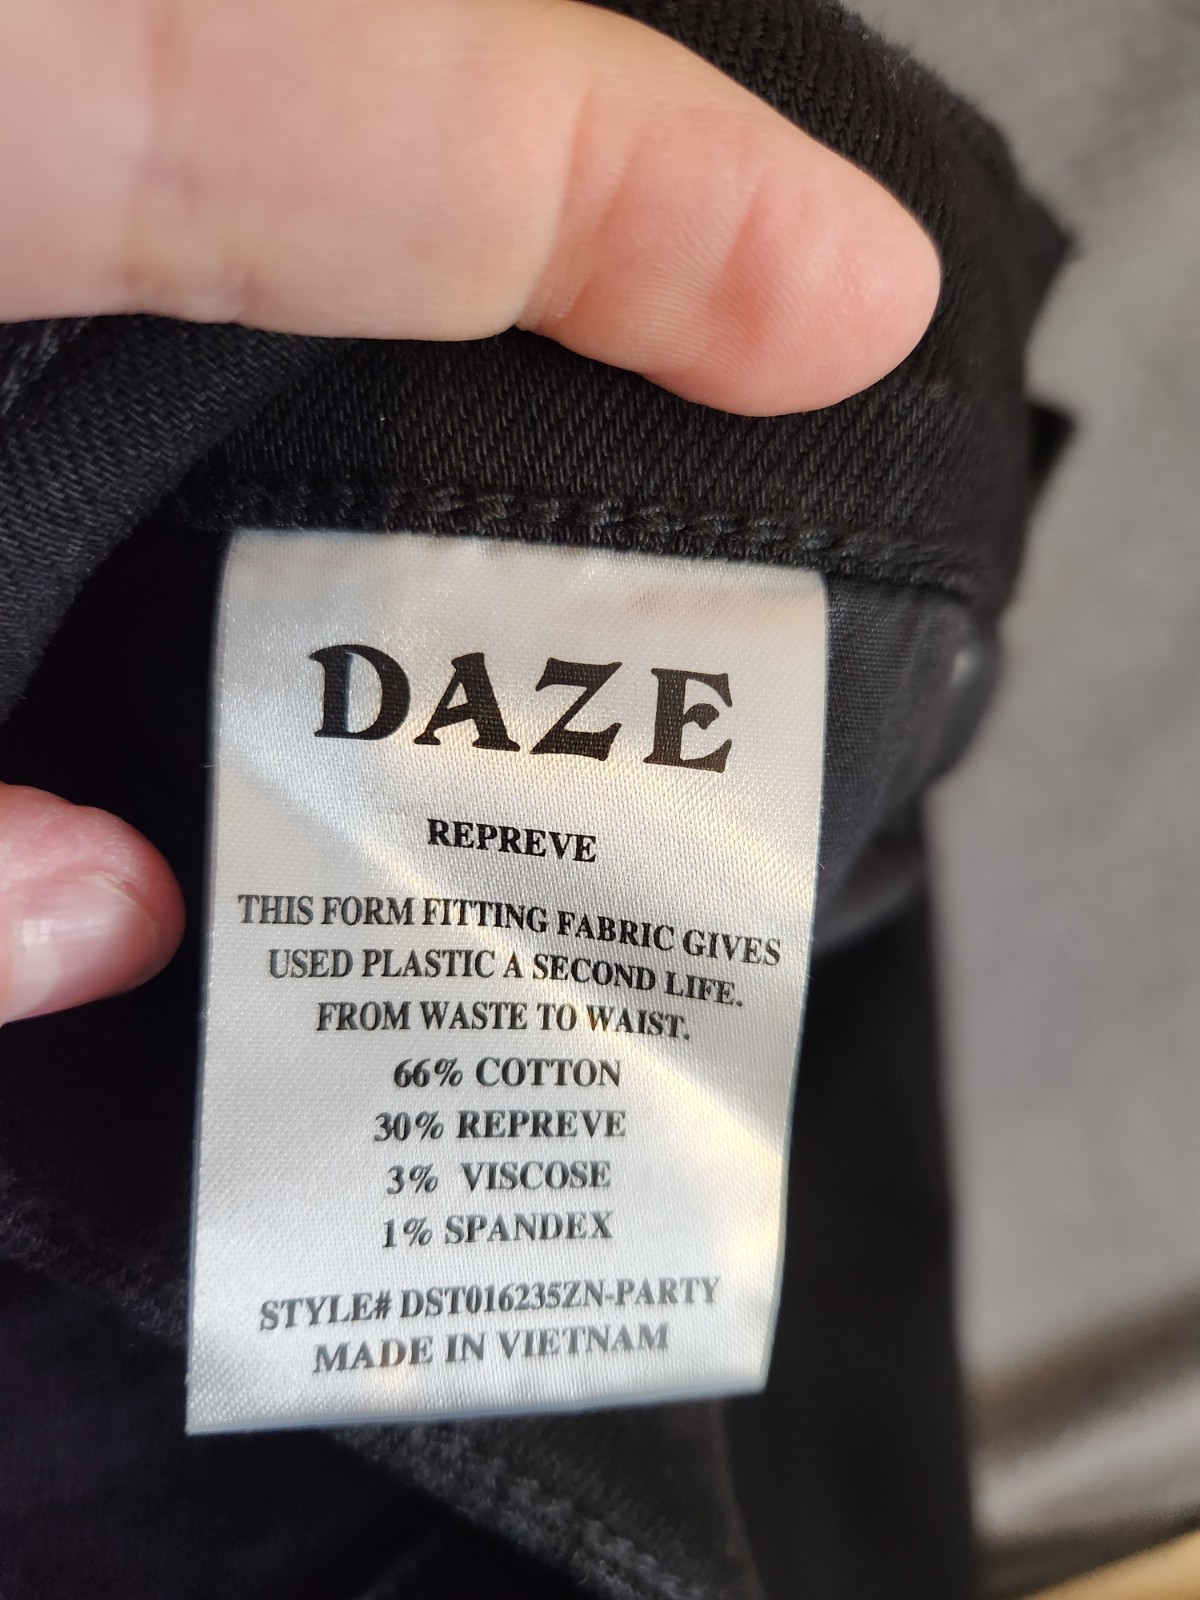 DAZE
REPREVE
THIS FORM FITTING FABRIC GIVES
USED PLASTIC A SECOND LIFE.
FROM WASTE TO WAIST.
66% COTTON
30% REPREVE
3% VISCOSE
1% SPANDEX
STYLE# DST016235ZN-PARTY
MADE IN VIETNAM